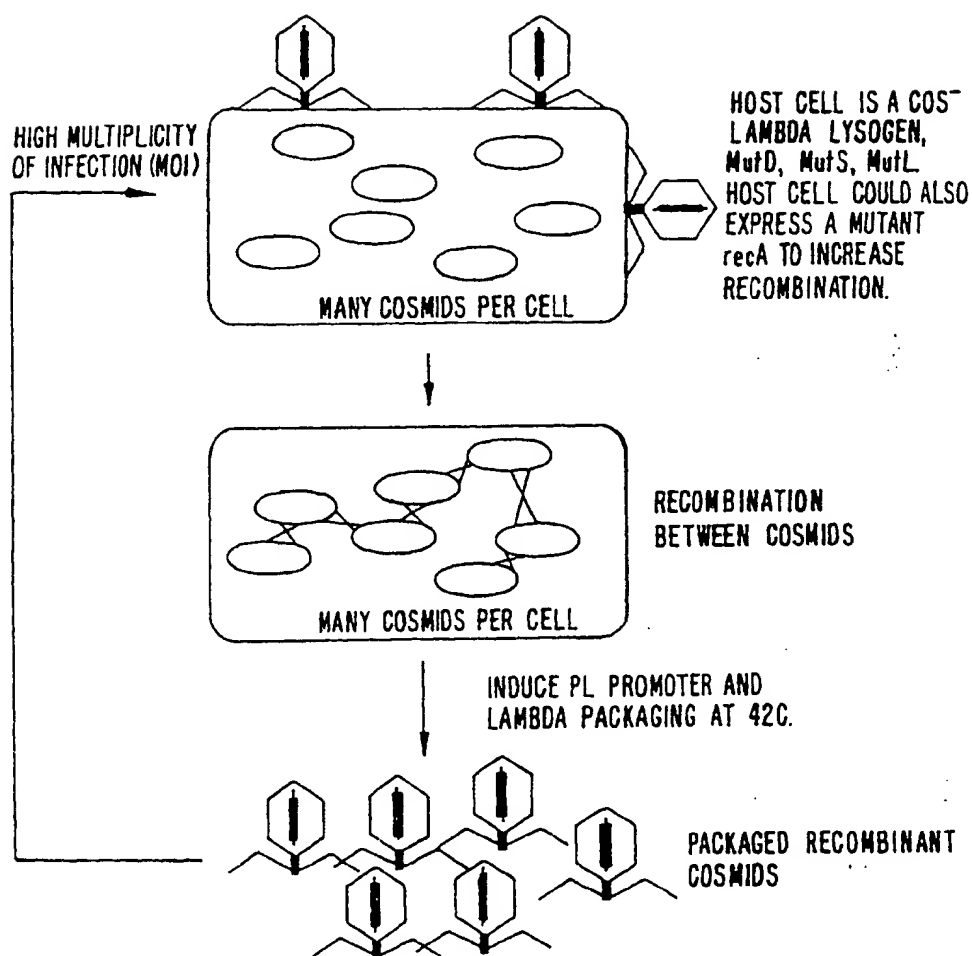 HIGH MULTIPLICITY
OF INFECTION (MOI)
MANY COSMIDS PER CELL
HOST CELL IS A COS⁻
LAMBDA LYSOGEN,
MutD, MutS, MutL.
HOST CELL COULD ALSO
EXPRESS A MUTANT
recA TO INCREASE
RECOMBINATION.
MANY COSMIDS PER CELL
RECOMBINATION
BETWEEN COSMIDS
INDUCE PL PROMOTER AND
LAMBDA PACKAGING AT 42C.
PACKAGED RECOMBINANT
COSMIDS